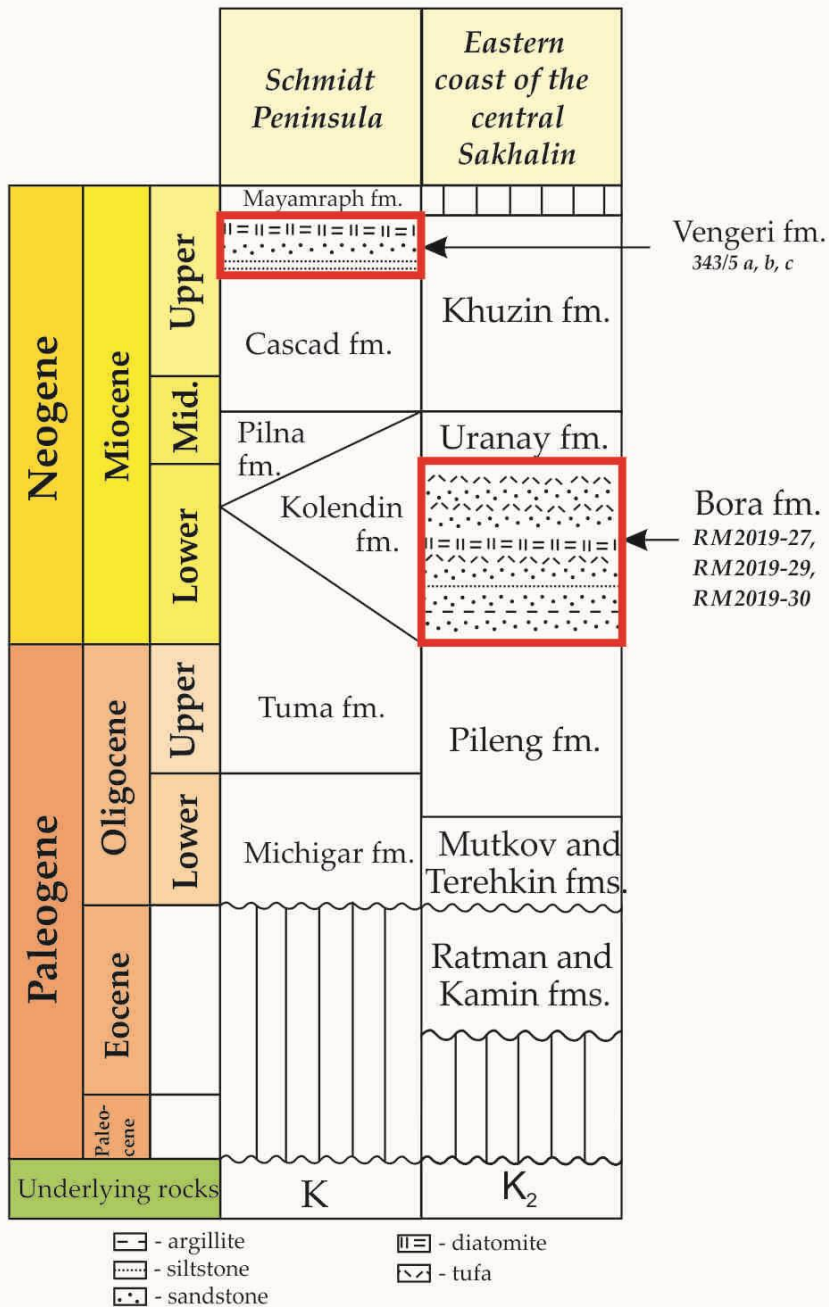 Schmidt
Peninsula
Eastern
coast of the
central
Sakhalin
Neogene
Paleogene
Miocene
Oligocene
Eocene
Paleo-
cene
Upper
Mid.
Lower
Upper
Lower
Mayamraph fm.
Cascad fm.
Pilna
fm.
Kolendin
fm.
Tuma fm.
Michigar fm.
Khuzin fm.
Uranay fm.
Pileng fm.
Mutkov and
Terehkin fms.
Ratman and
Kamin fms.
Vengeri fm.
343/5 a, b, c
Bora fm.
RM2019-27,
RM2019-29,
RM2019-30
Underlying rocks
K
K₂
- argillite
- siltstone
- sandstone
- diatomite
- tufa